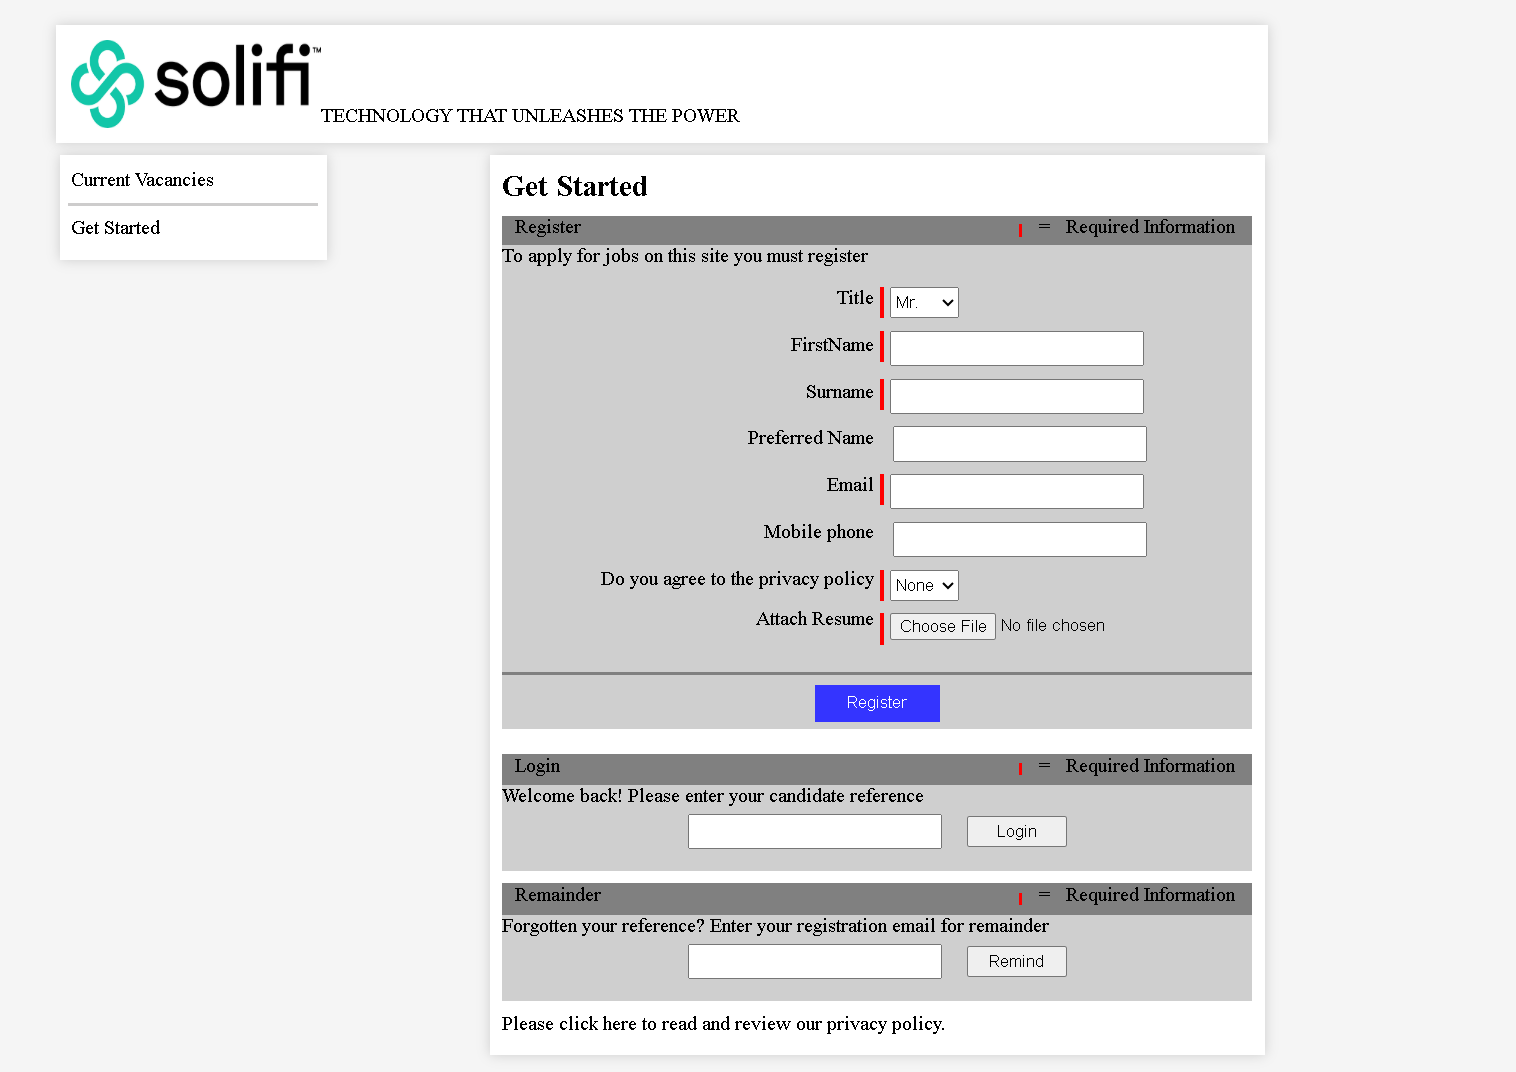 solifi™
TECHNOLOGY THAT UNLEASHES THE POWER
Current Vacancies
Get Started
Get Started
Register = Required Information
To apply for jobs on this site you must register
Title Mr.
FirstName
Surname
Preferred Name
Email
Mobile phone
Do you agree to the privacy policy None
Attach Resume Choose File No file chosen
Register
Login = Required Information
Welcome back! Please enter your candidate reference
Login
Remainder = Required Information
Forgotten your reference? Enter your registration email for remainder
Remind
Please click here to read and review our privacy policy.